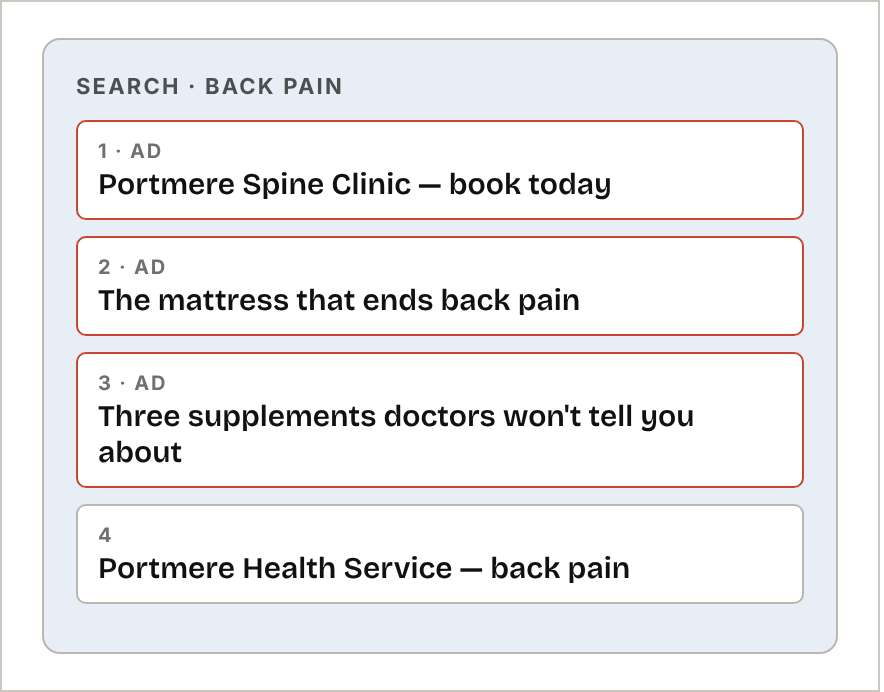 SEARCH · BACK PAIN
1 · AD
Portmere Spine Clinic — book today
2 · AD
The mattress that ends back pain
3 · AD
Three supplements doctors won't tell you
about
4
Portmere Health Service — back pain